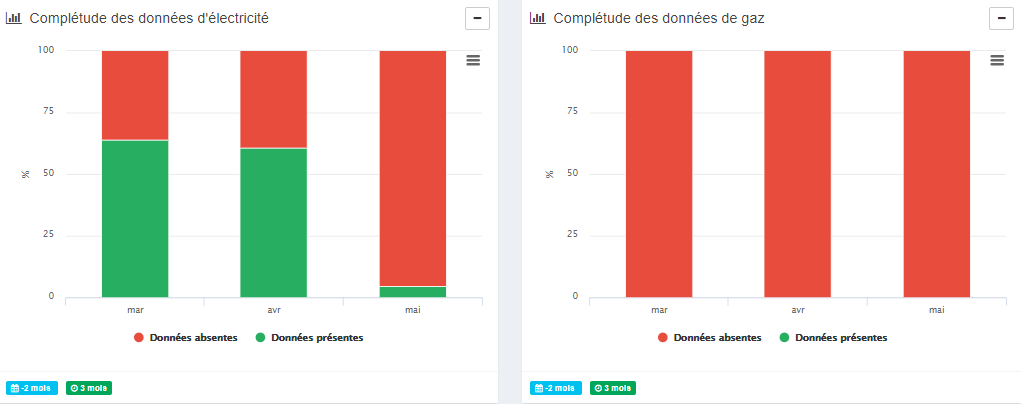 Complétude des données d'électricité
100
75
50
25
0
%
mar avr mai
Données absentes Données présentes
-2 mois 3 mois
Complétude des données de gaz
100
75
50
25
0
%
mar avr mai
Données absentes Données présentes
-2 mois 3 mois